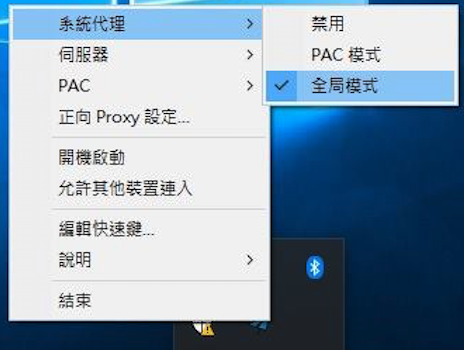 系統代理
伺服器
PAC
正向 Proxy 設定...
開機啟動
允許其他裝置連入
編輯快速鍵...
說明
結束
禁用
PAC 模式
全局模式